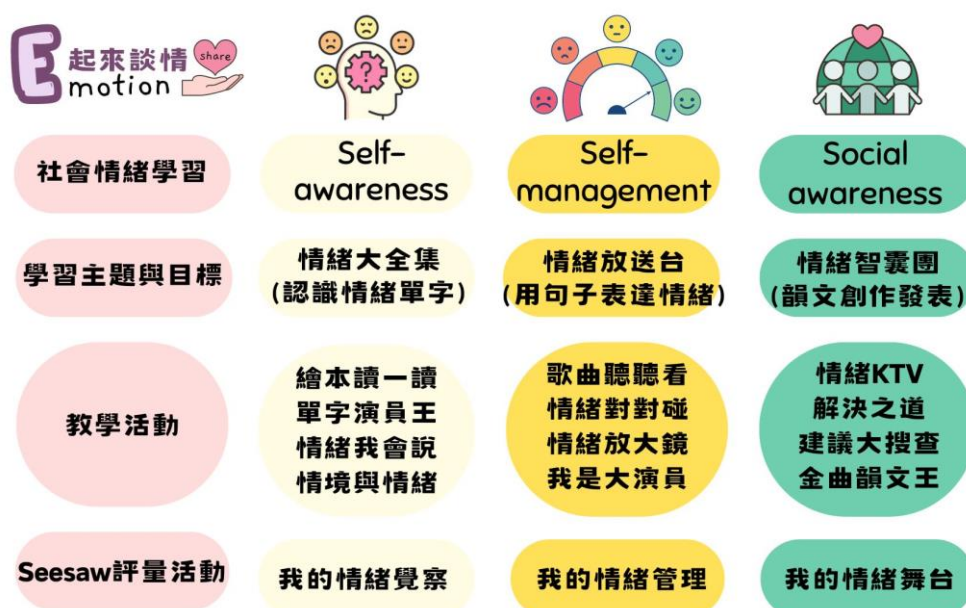 E起來談情
share
motion
社會情緒學習
Self-
awareness
Self-
management
Social
awareness
學習主題與目標
情緒大全集
(認識情緒單字)
情緒放送台
(用句子表達情緒)
情緒智囊團
(韻文創作發表)
教學活動
繪本讀一讀
單字演員王
情緒我會說
情境與情緒
歌曲聽聽看
情緒對對碰
情緒放大鏡
我是大演員
情緒KTV
解決之道
建議大搜查
金曲韻文王
Seesaw評量活動
我的情緒覺察
我的情緒管理
我的情緒舞台